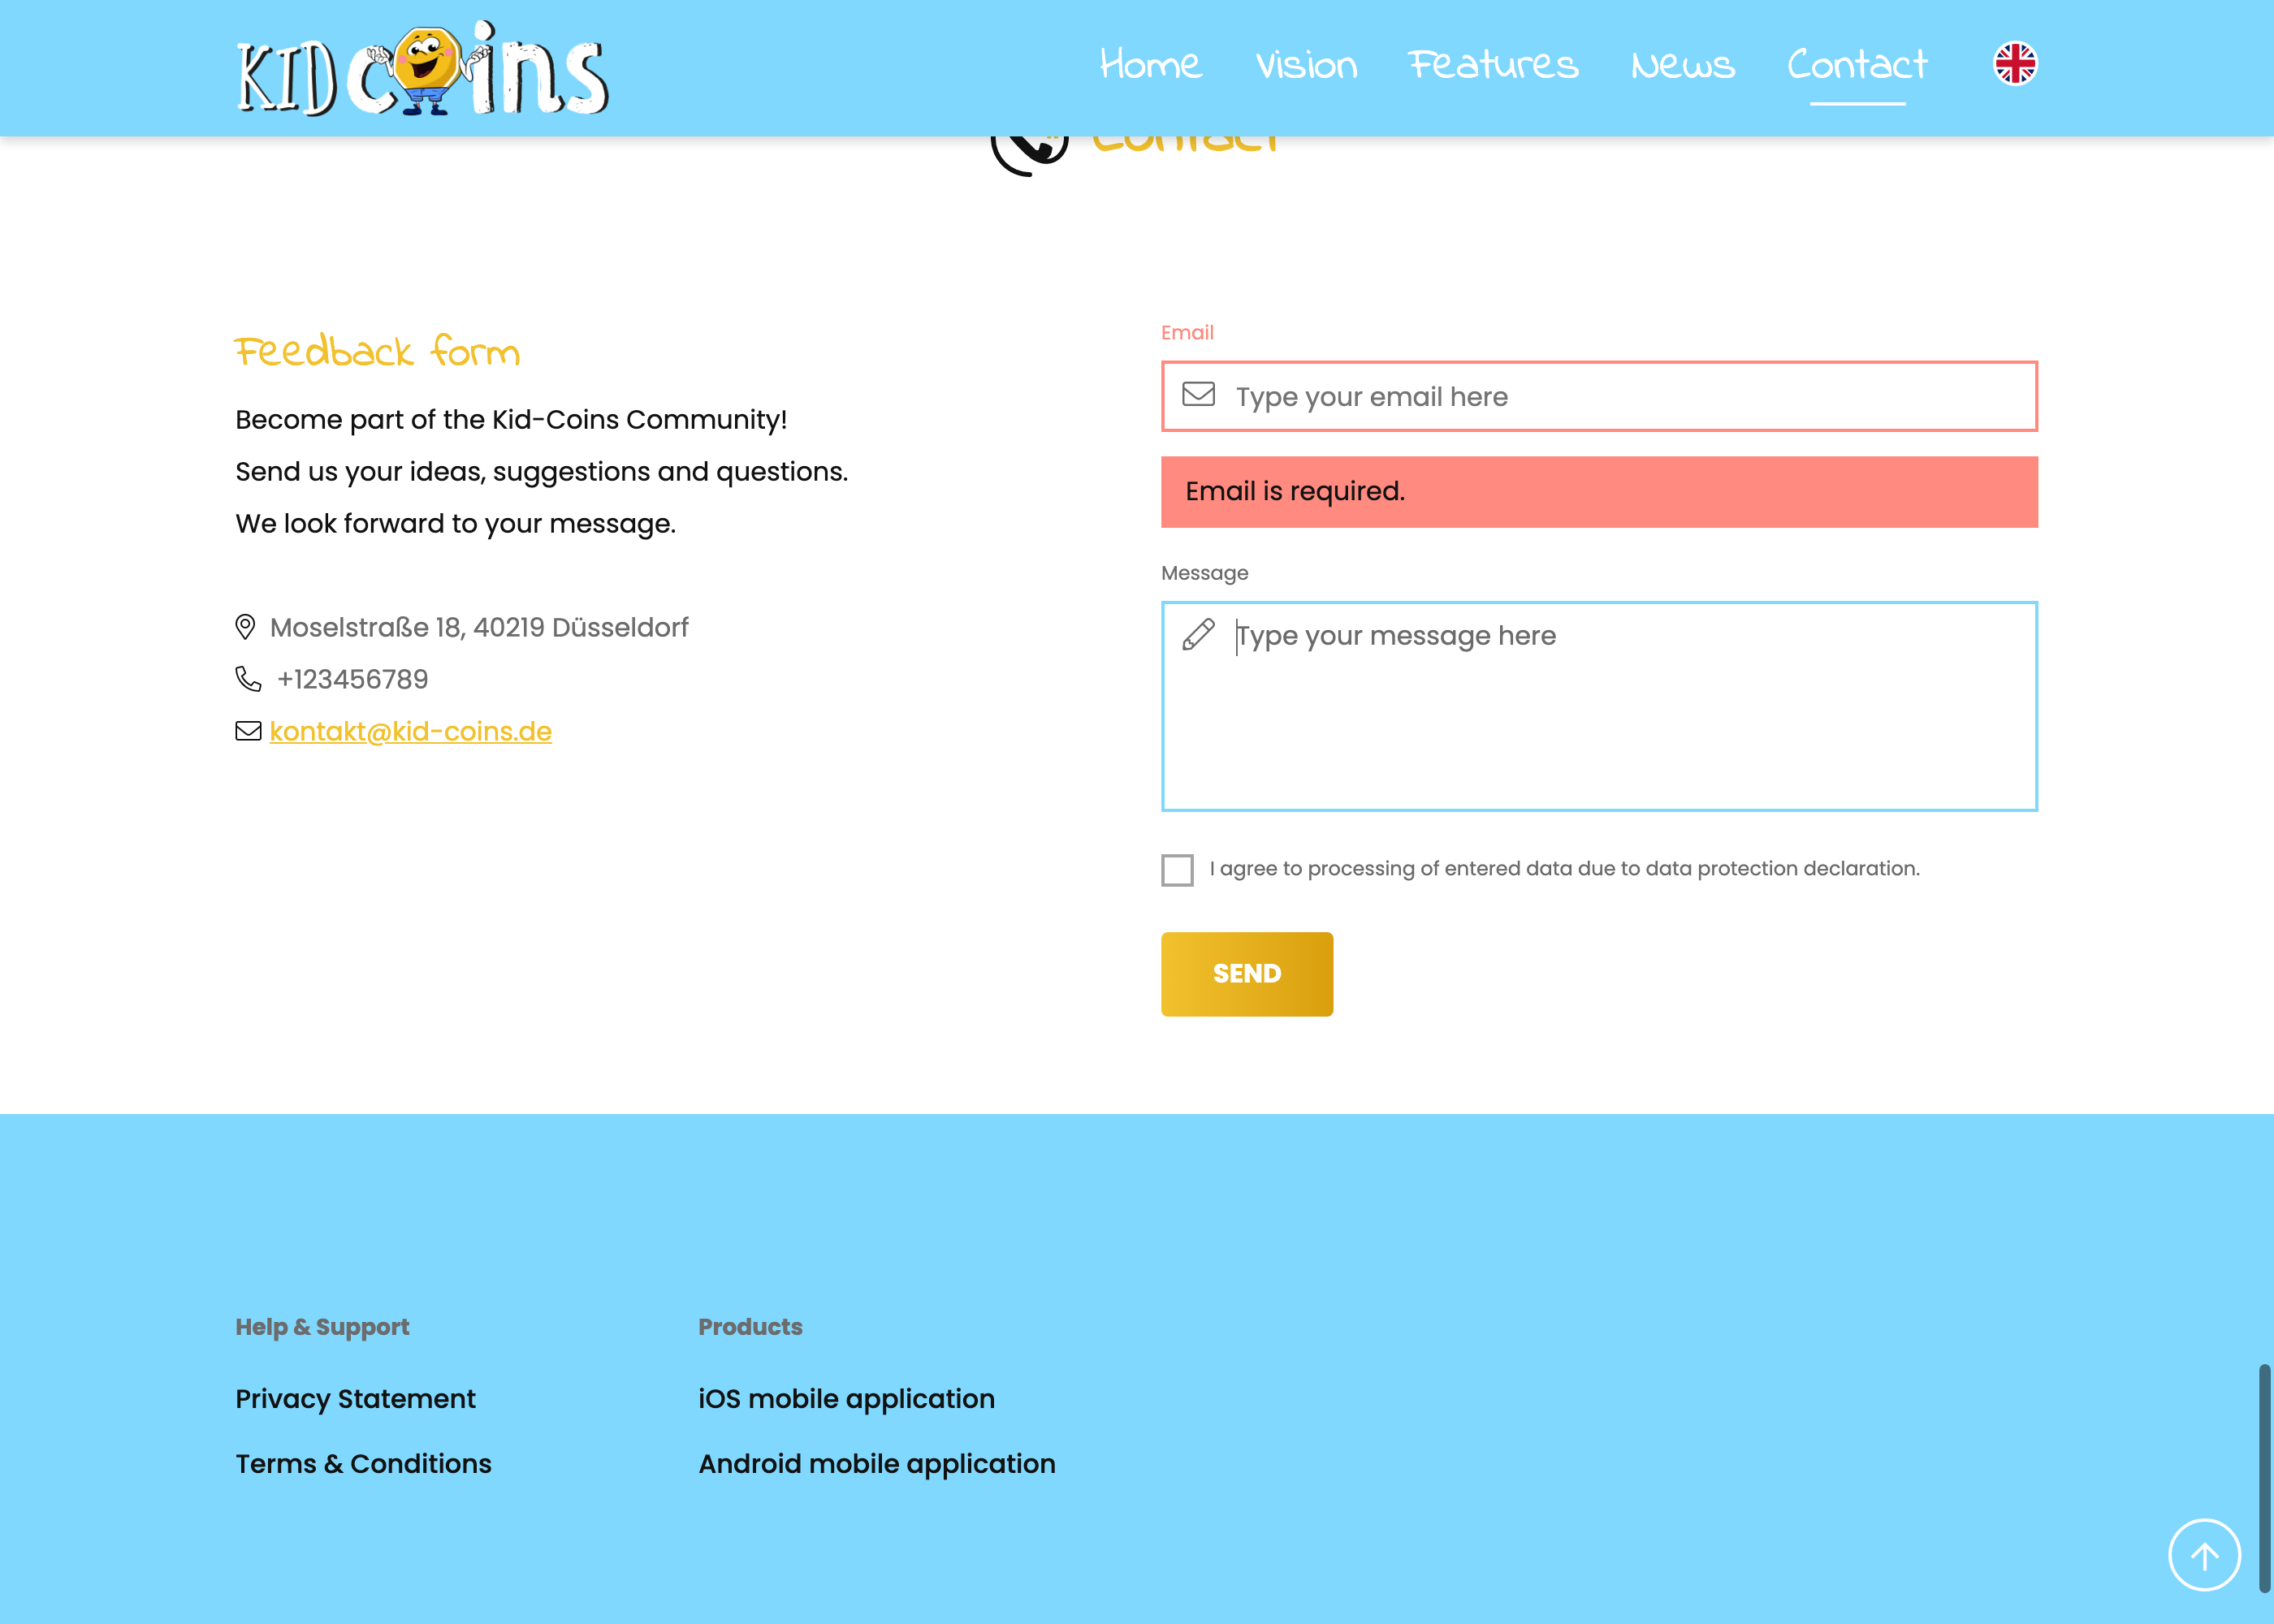 KID coins
Home Vision Features News Contact
Contact
Feedback form
Become part of the Kid-Coins Community!
Send us your ideas, suggestions and questions.
We look forward to your message.
Moselstraße 18, 40219 Düsseldorf
+123456789
kontakt@kid-coins.de
Email
Type your email here
Email is required.
Message
Type your message here
I agree to processing of entered data due to data protection declaration.
SEND
Help & Support
Privacy Statement
Terms & Conditions
Products
iOS mobile application
Android mobile application